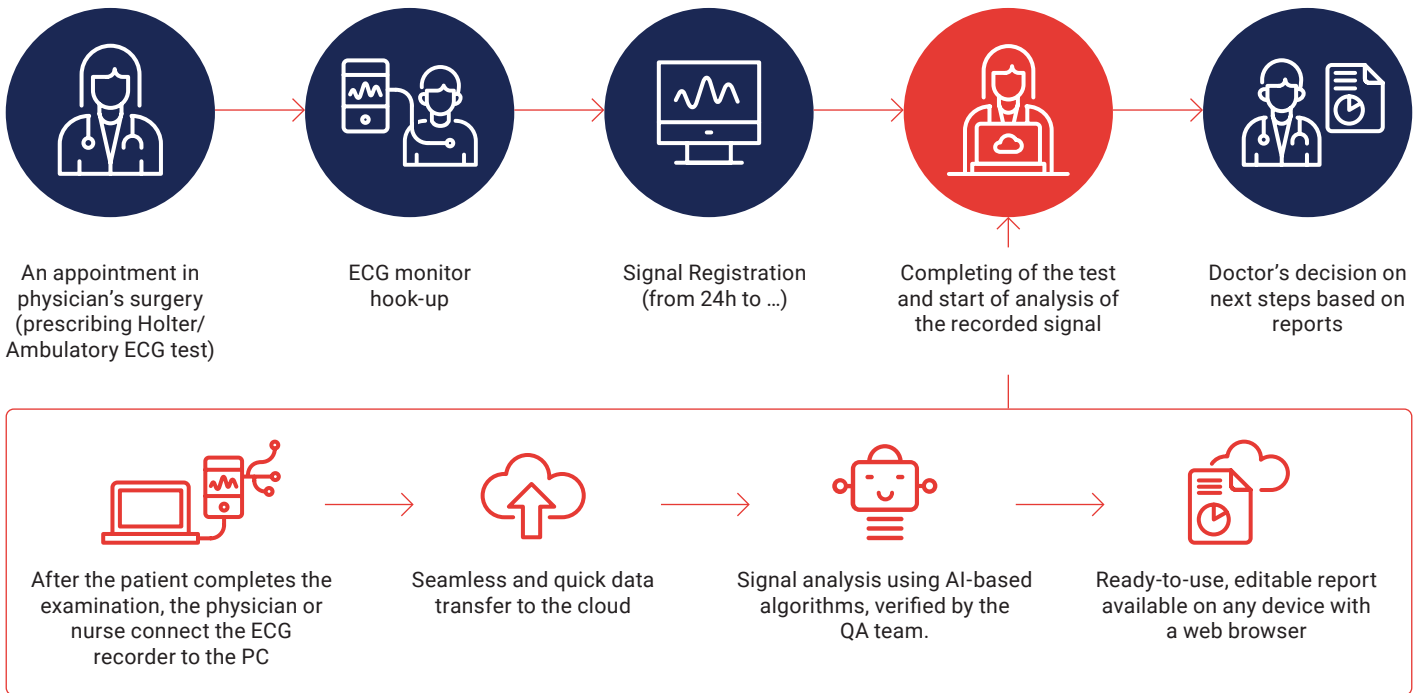 An appointment in
physician's surgery
(prescribing Holter/
Ambulatory ECG test)
ECG monitor
hook-up
Signal Registration
(from 24h to ...)
Completing of the test
and start of analysis of
the recorded signal
Doctor's decision on
next steps based on
reports
After the patient completes the
examination, the physician or
nurse connect the ECG
recorder to the PC
Seamless and quick data
transfer to the cloud
Signal analysis using AI-based
algorithms, verified by the
QA team.
Ready-to-use, editable report
available on any device with
a web browser